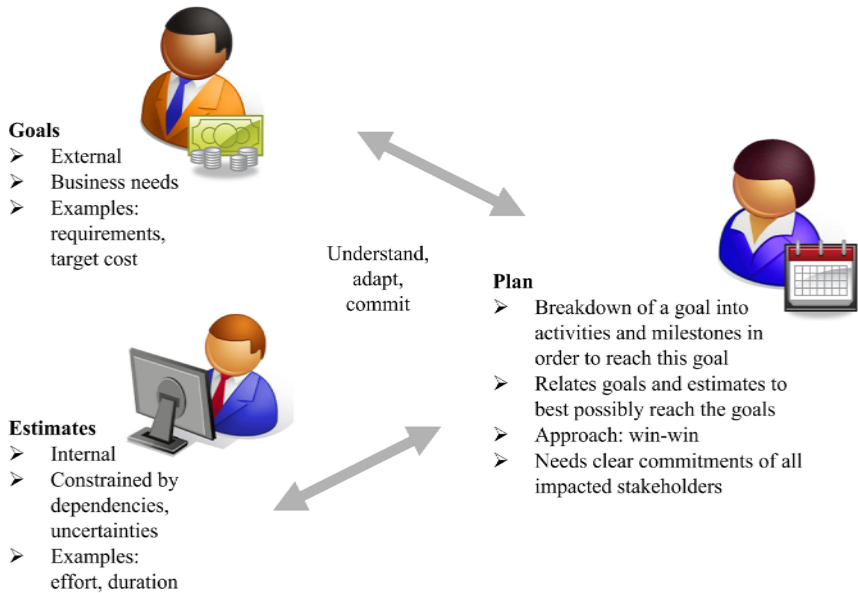 Goals
➢ External
➢ Business needs
➢ Examples:
requirements,
target cost
Understand,
adapt,
commit
Estimates
➢ Internal
➢ Constrained by
dependencies,
uncertainties
➢ Examples:
effort, duration
Plan
➢ Breakdown of a goal into
activities and milestones in
order to reach this goal
➢ Relates goals and estimates to
best possibly reach the goals
➢ Approach: win-win
➢ Needs clear commitments of all
impacted stakeholders